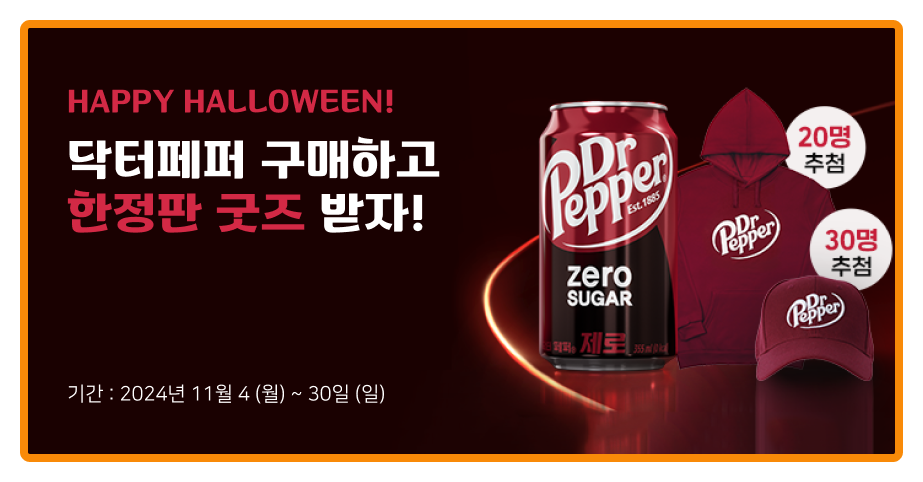 HAPPY HALLOWEEN!
닥터페퍼 구매하고
한정판 굿즈 받자!
기간 : 2024년 11월 4 (월) ~ 30일 (일)
Dr
Pepper
Est. 1885
zero
SUGAR
제로
355 ml
Dr
Pepper
20명
추첨
30명
추첨
Dr
Pepper